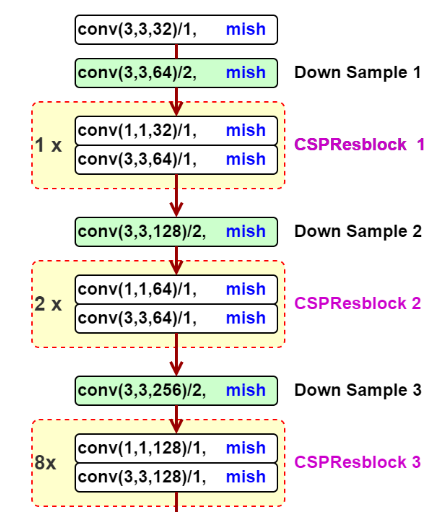 conv(3,3,32)/1, mish
conv(3,3,64)/2, mish Down Sample 1
1 x
conv(1,1,32)/1, mish
conv(3,3,64)/1, mish
CSPResblock 1
conv(3,3,128)/2, mish Down Sample 2
2 x
conv(1,1,64)/1, mish
conv(3,3,64)/1, mish
CSPResblock 2
conv(3,3,256)/2, mish Down Sample 3
8x
conv(1,1,128)/1, mish
conv(3,3,128)/1, mish
CSPResblock 3